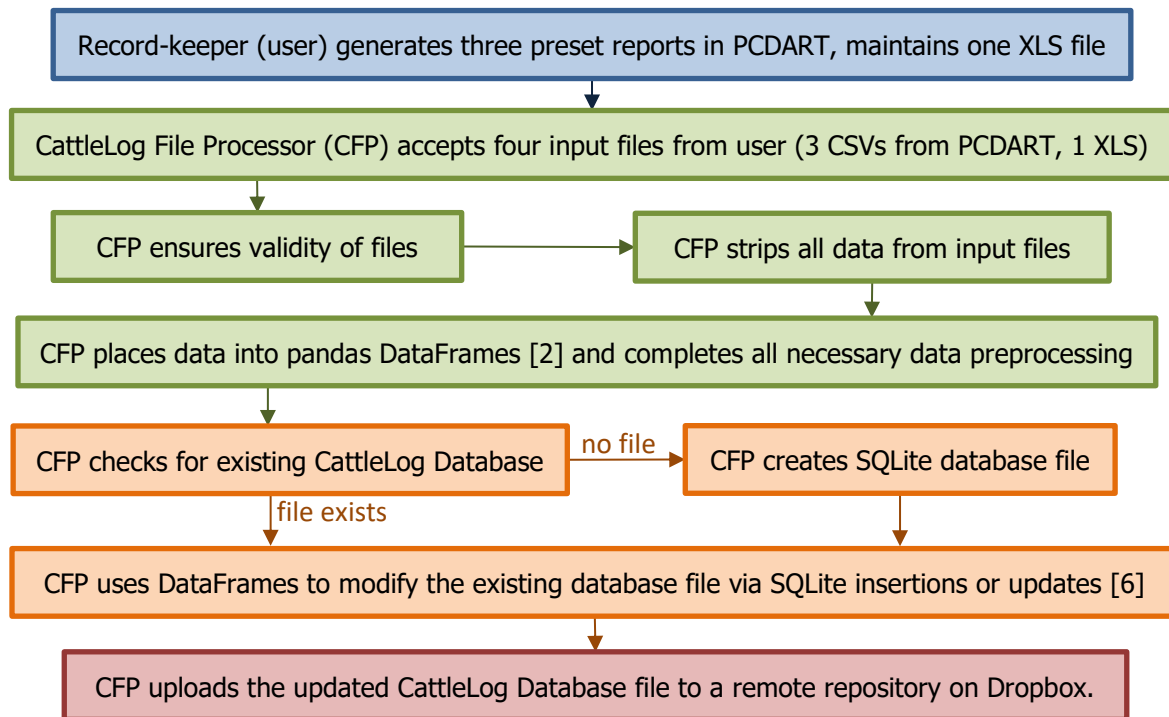 Record-keeper (user) generates three preset reports in PCDART, maintains one XLS file
CattleLog File Processor (CFP) accepts four input files from user (3 CSVs from PCDART, 1 XLS)
CFP ensures validity of files
CFP strips all data from input files
CFP places data into pandas DataFrames [2] and completes all necessary data preprocessing
CFP checks for existing CattleLog Database
no file
CFP creates SQLite database file
file exists
CFP uses DataFrames to modify the existing database file via SQLite insertions or updates [6]
CFP uploads the updated CattleLog Database file to a remote repository on Dropbox.